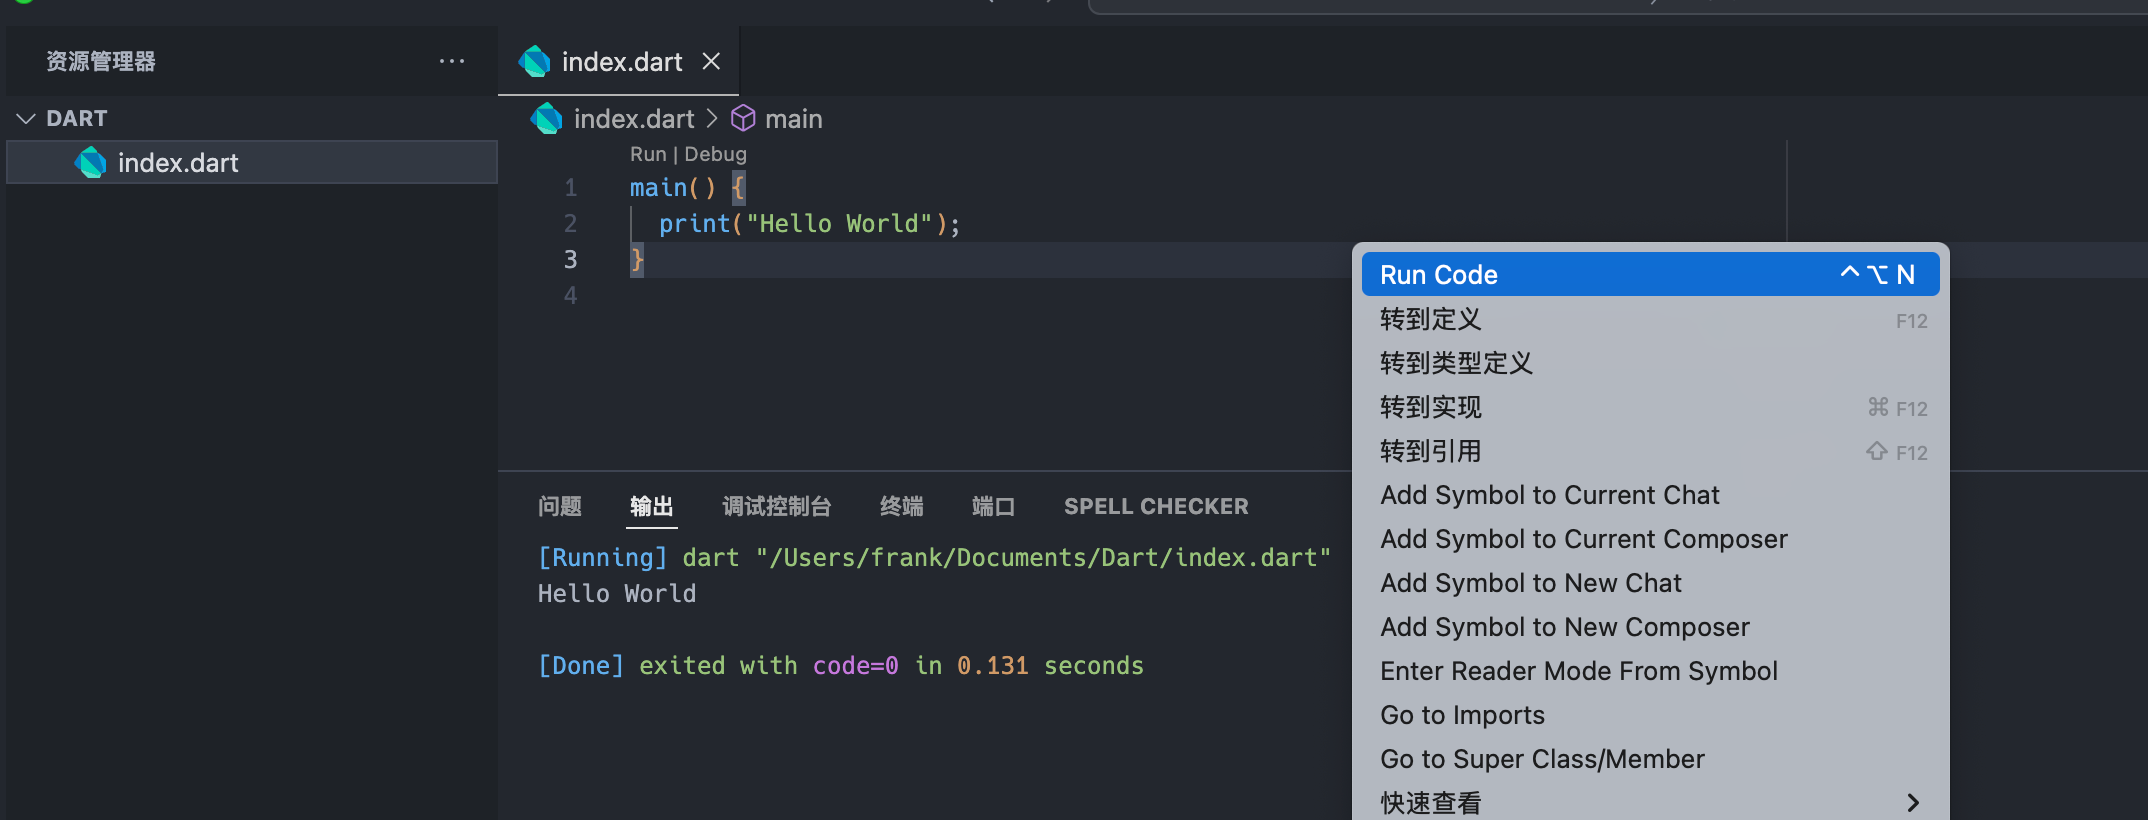 资源管理器 ···
DART
index.dart
index.dart
index.dart > main
Run | Debug
1 main() {
2 print("Hello World");
3 }
4
问题 输出 调试控制台 终端 端口 SPELL CHECKER
[Running] dart "/Users/frank/Documents/Dart/index.dart"
Hello World
[Done] exited with code=0 in 0.131 seconds
Run Code ^⌥N
转到定义 F12
转到类型定义
转到实现 ⌘ F12
转到引用 ⇧ F12
Add Symbol to Current Chat
Add Symbol to Current Composer
Add Symbol to New Chat
Add Symbol to New Composer
Enter Reader Mode From Symbol
Go to Imports
Go to Super Class/Member
快速查看